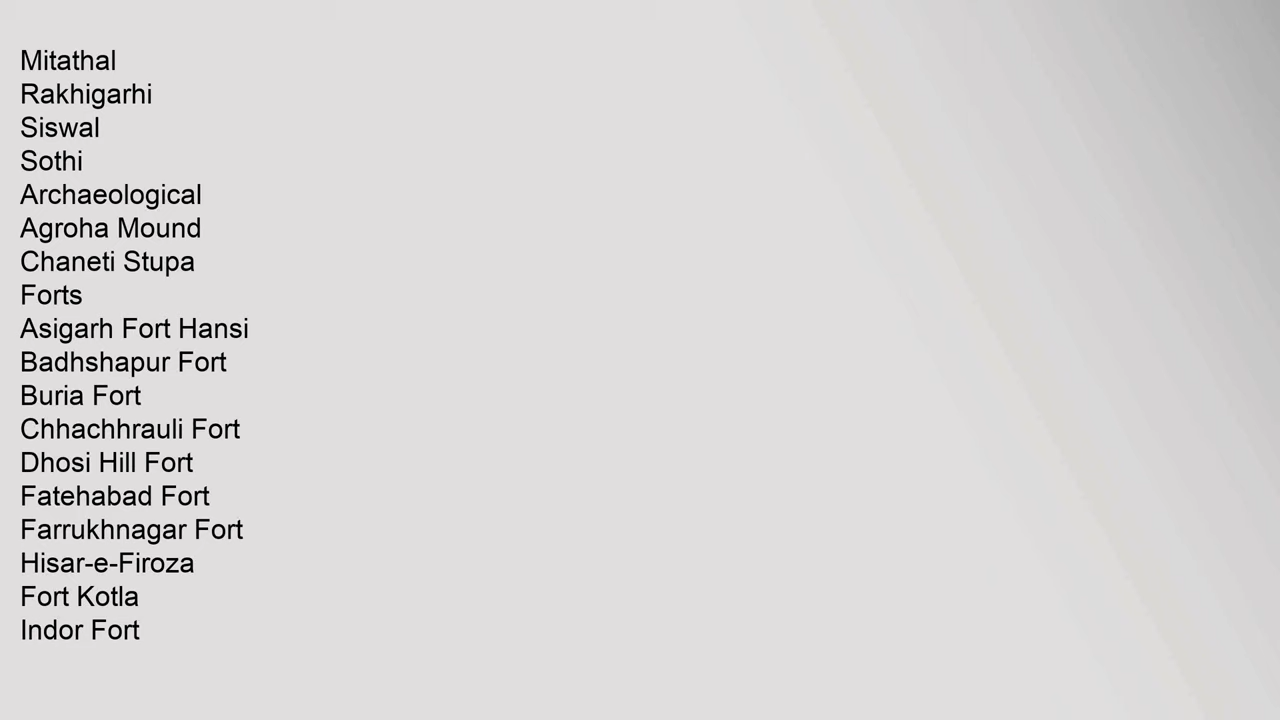 Mitathal
Rakhigarhi
Siswal
Sothi
Archaeological
Agroha Mound
Chaneti Stupa
Forts
Asigarh Fort Hansi
Badhshapur Fort
Buria Fort
Chhachhrauli Fort
Dhosi Hill Fort
Fatehabad Fort
Farrukhnagar Fort
Hisar-e-Firoza
Fort Kotla
Indor Fort